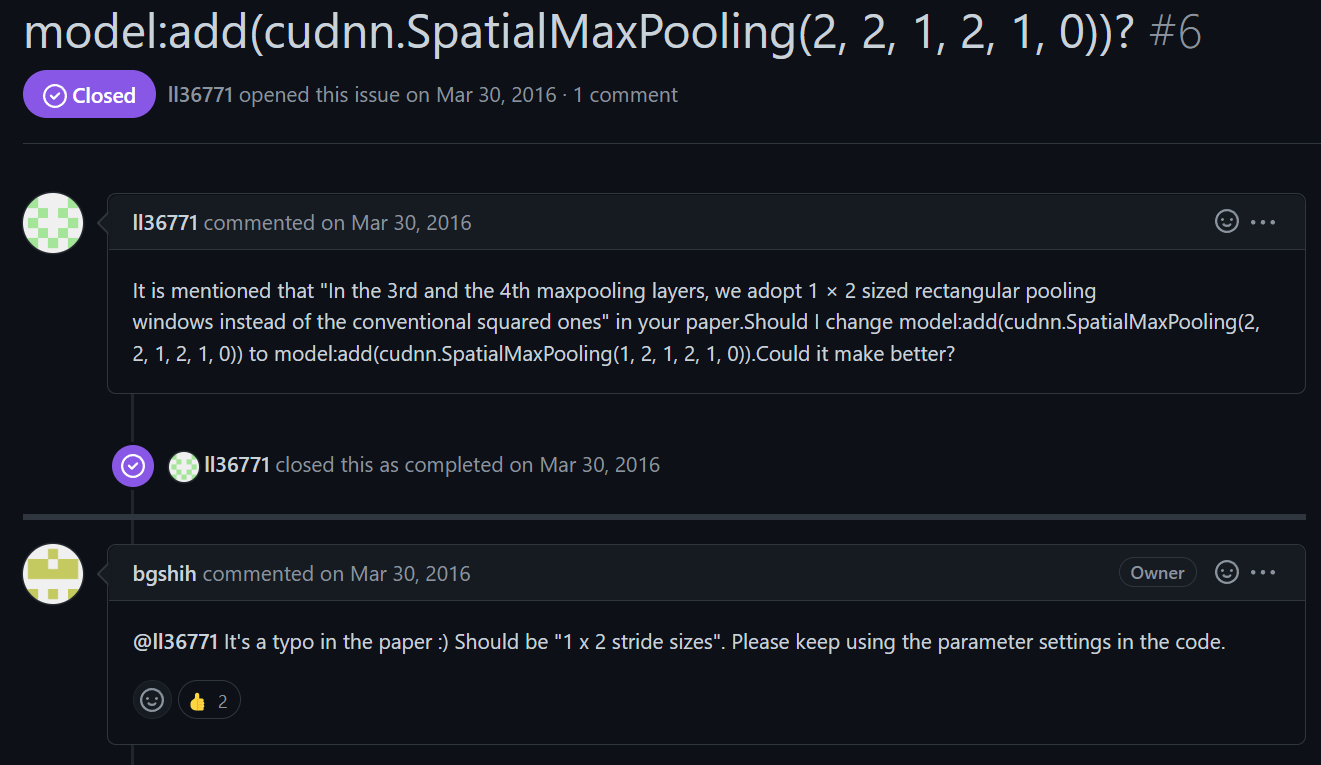 model:add(cudnn.SpatialMaxPooling(2, 2, 1, 2, 1, 0))? #6
Closed ll36771 opened this issue on Mar 30, 2016 · 1 comment
ll36771 commented on Mar 30, 2016
It is mentioned that "In the 3rd and the 4th maxpooling layers, we adopt 1 × 2 sized rectangular pooling
windows instead of the conventional squared ones" in your paper.Should I change model:add(cudnn.SpatialMaxPooling(2,
2, 1, 2, 1, 0)) to model:add(cudnn.SpatialMaxPooling(1, 2, 1, 2, 1, 0)).Could it make better?
ll36771 closed this as completed on Mar 30, 2016
bgshih commented on Mar 30, 2016 Owner
@ll36771 It's a typo in the paper :) Should be "1 x 2 stride sizes". Please keep using the parameter settings in the code.
👍 2